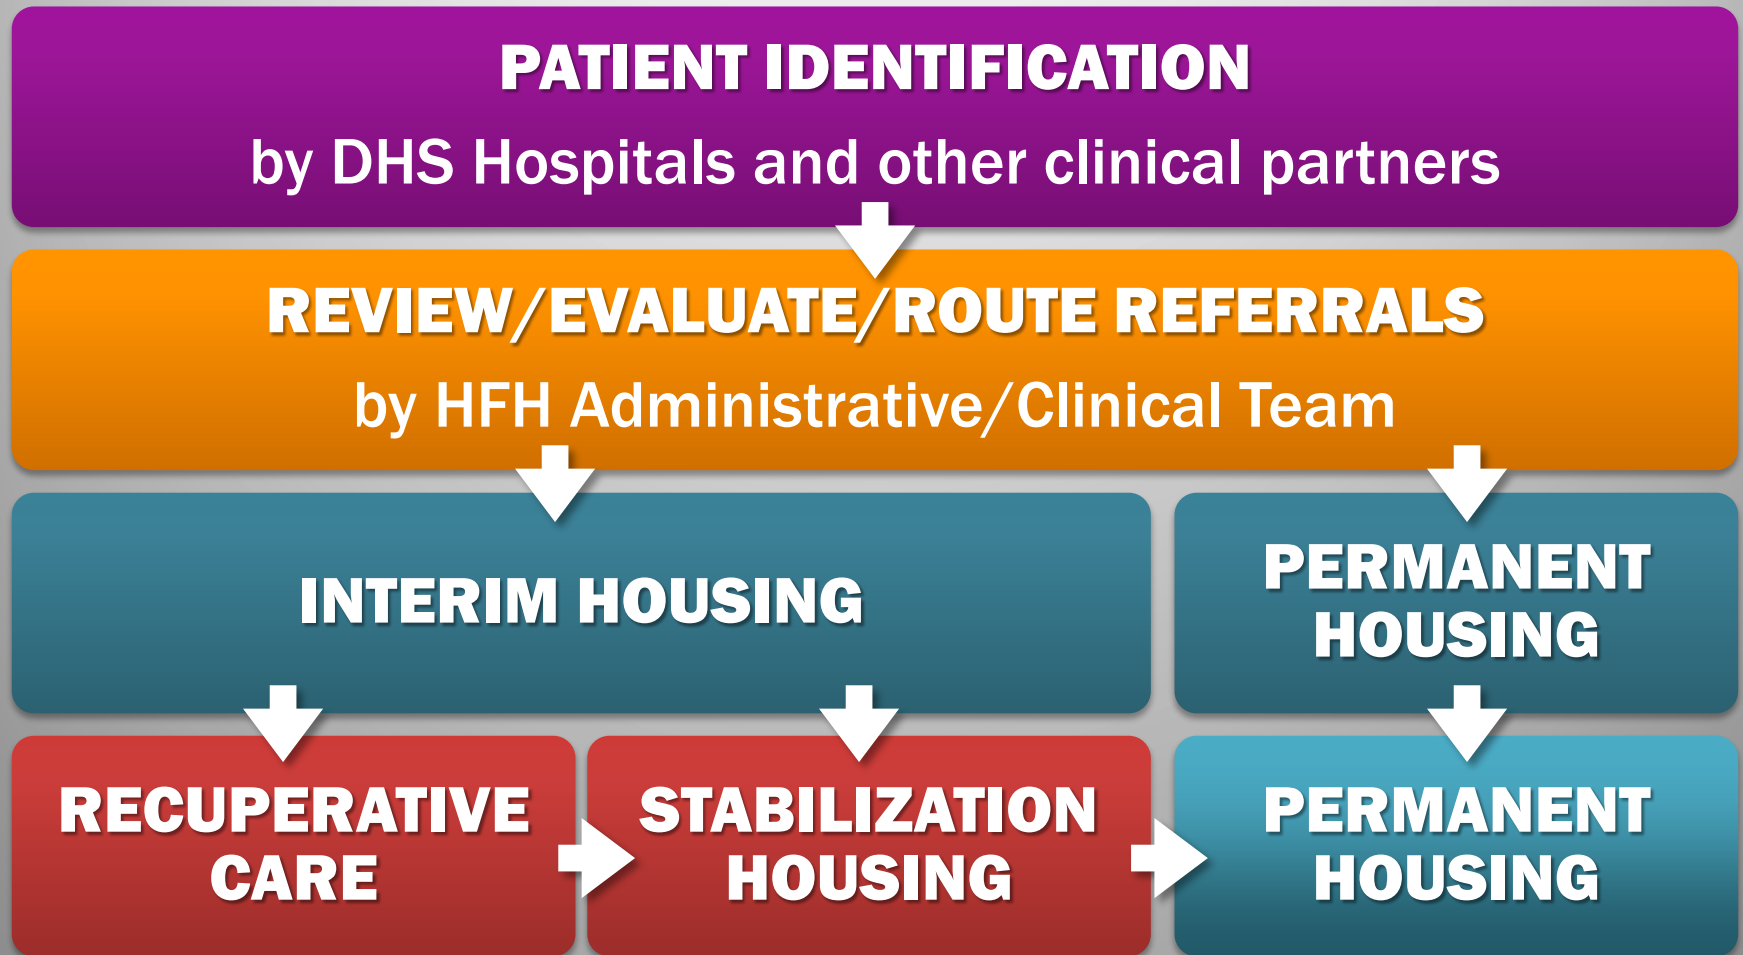 PATIENT IDENTIFICATION
by DHS Hospitals and other clinical partners
REVIEW/EVALUATE/ROUTE REFERRALS
by HFH Administrative/Clinical Team
INTERIM HOUSING
PERMANENT
HOUSING
RECUPERATIVE
CARE
STABILIZATION
HOUSING
PERMANENT
HOUSING